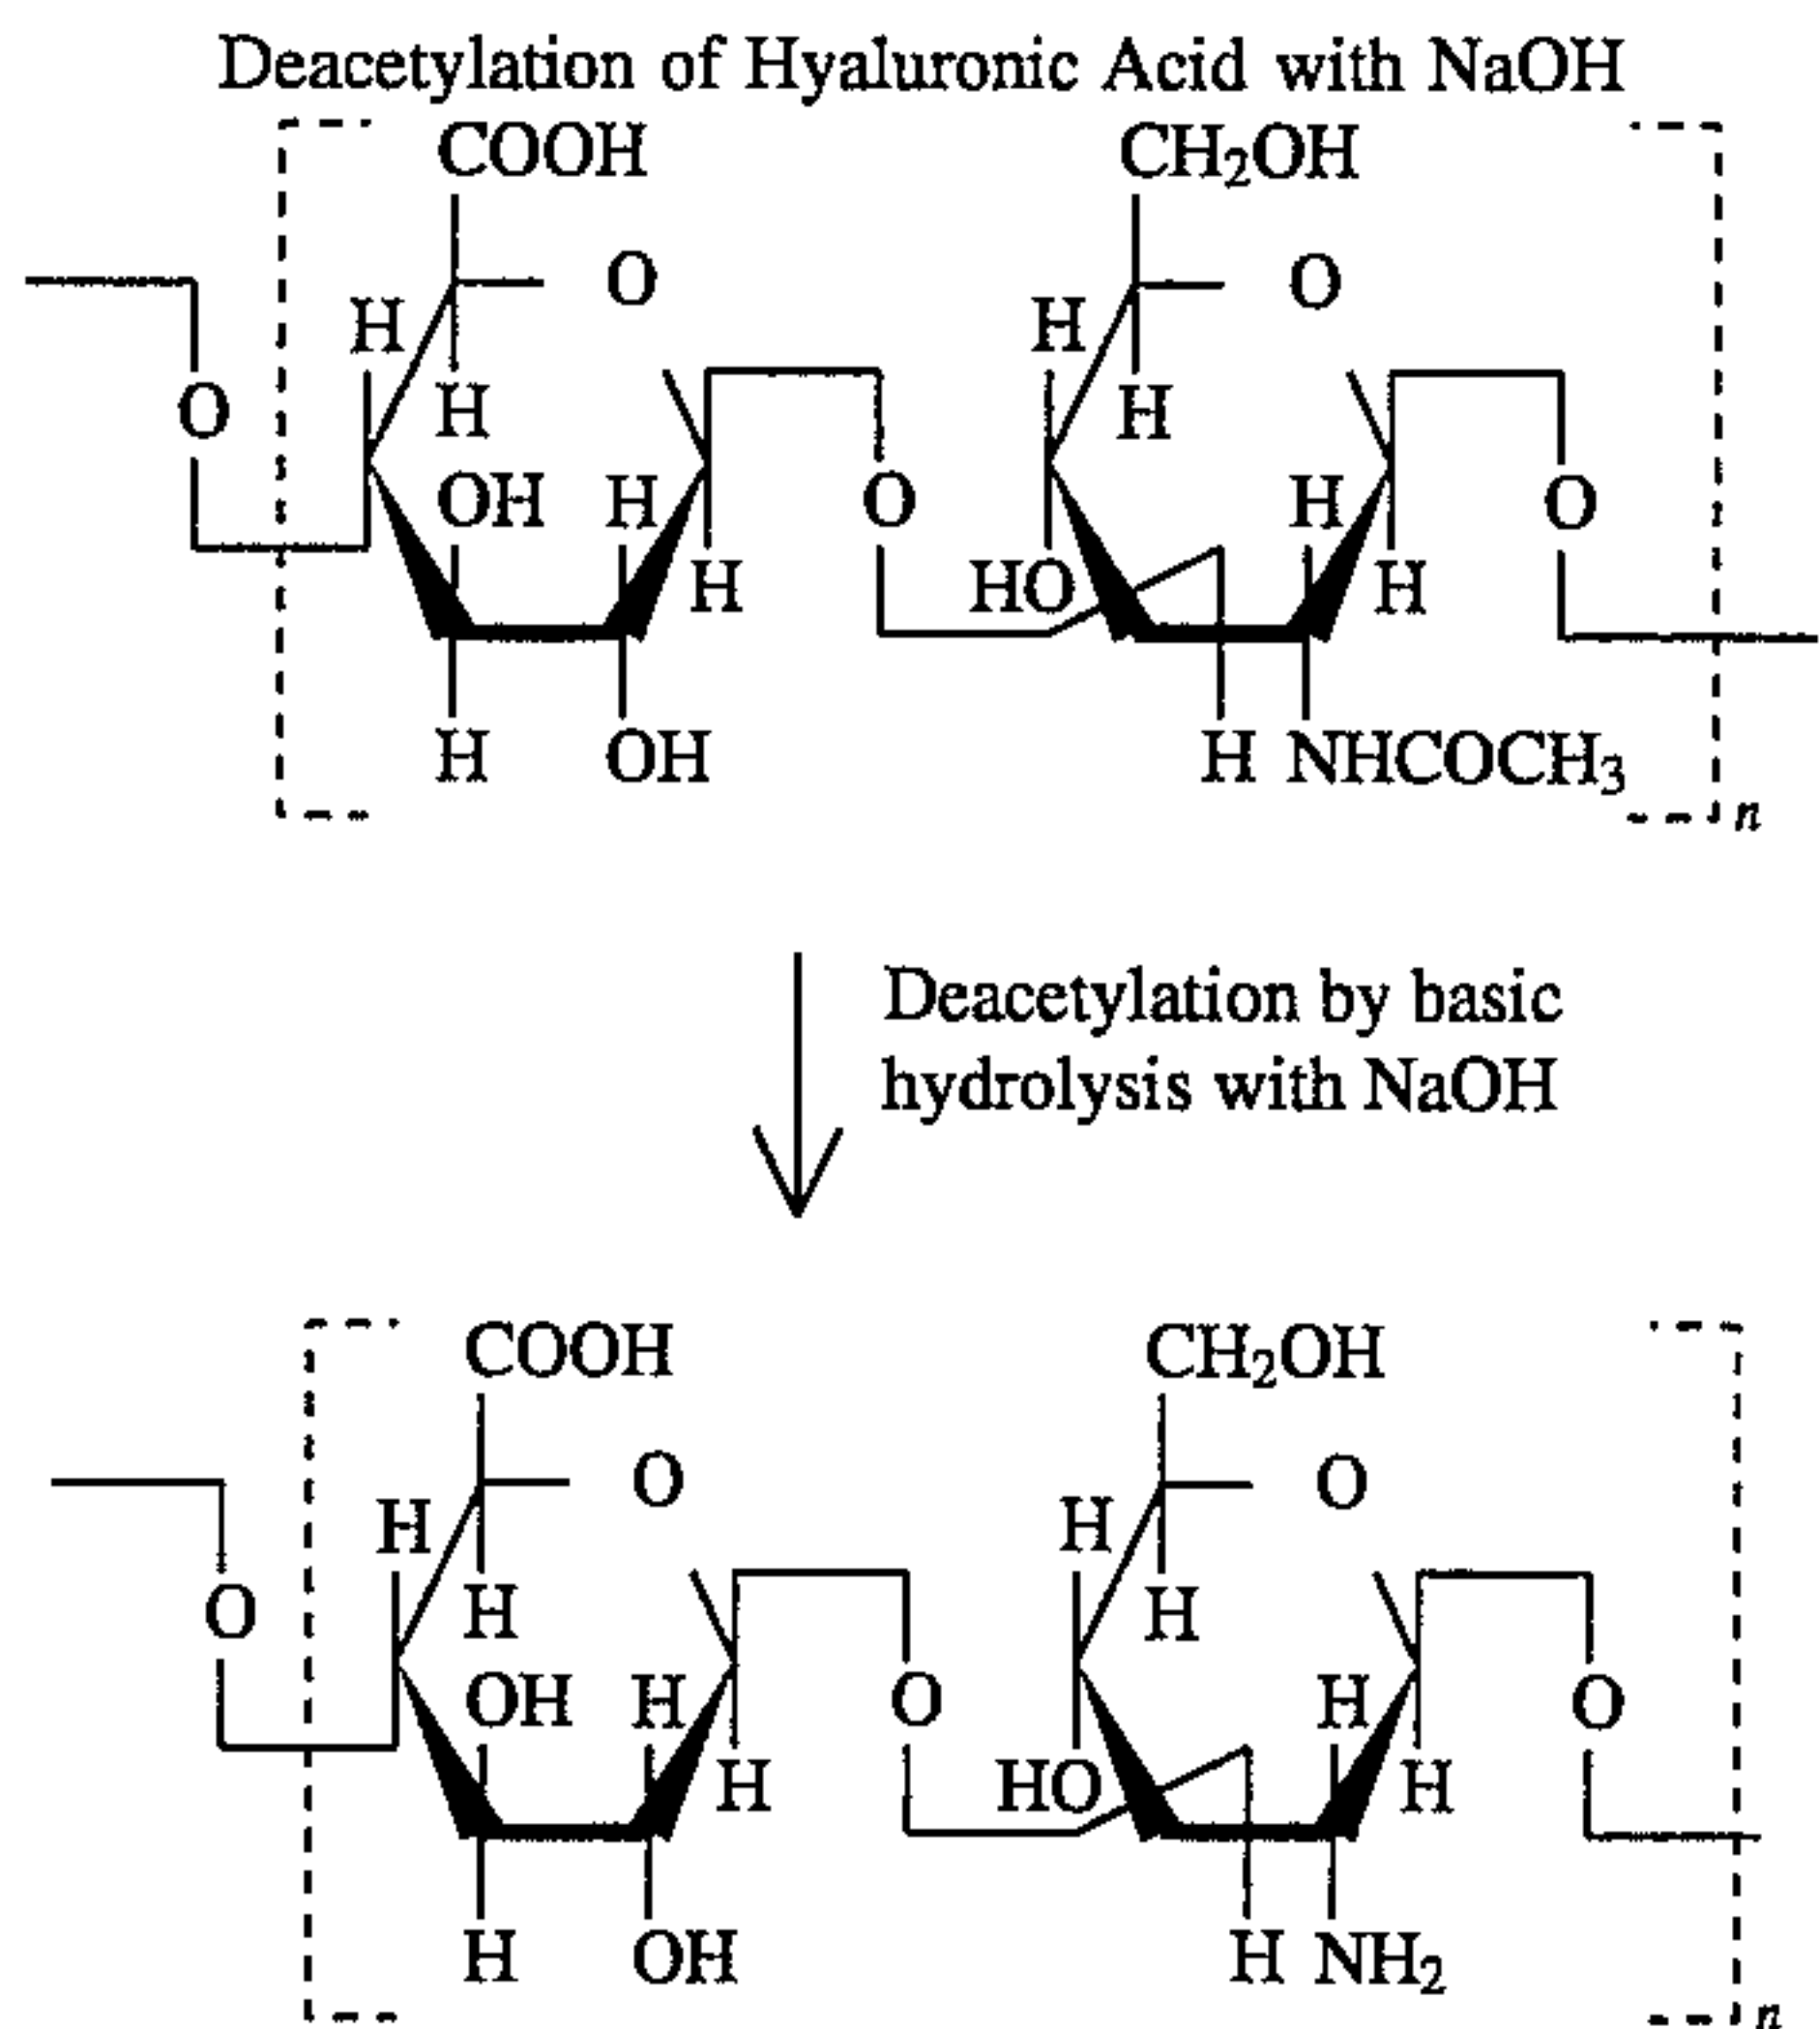 Deacetylation of Hyaluronic Acid with NaOH
COOH CH₂OH
O O
H H
O H H
OH H O H O
H HO H
H OH H NHCOCH₃
n
Deacetylation by basic
hydrolysis with NaOH
COOH CH₂OH
O O
H H
O H H
OH H O H O
H HO H
H OH H NH₂
n